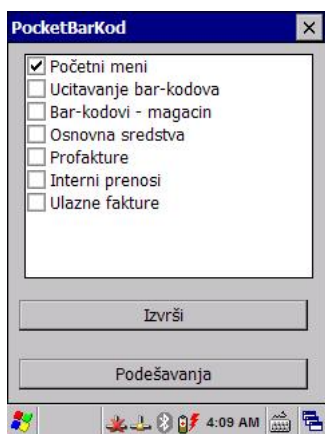 PocketBarKod
Početni meni
Ucitavanje bar-kodova
Bar-kodovi - magacin
Osnovna sredstva
Profakture
Interni prenosi
Ulazne fakture
Izvrši
Podešavanja
4:09 AM